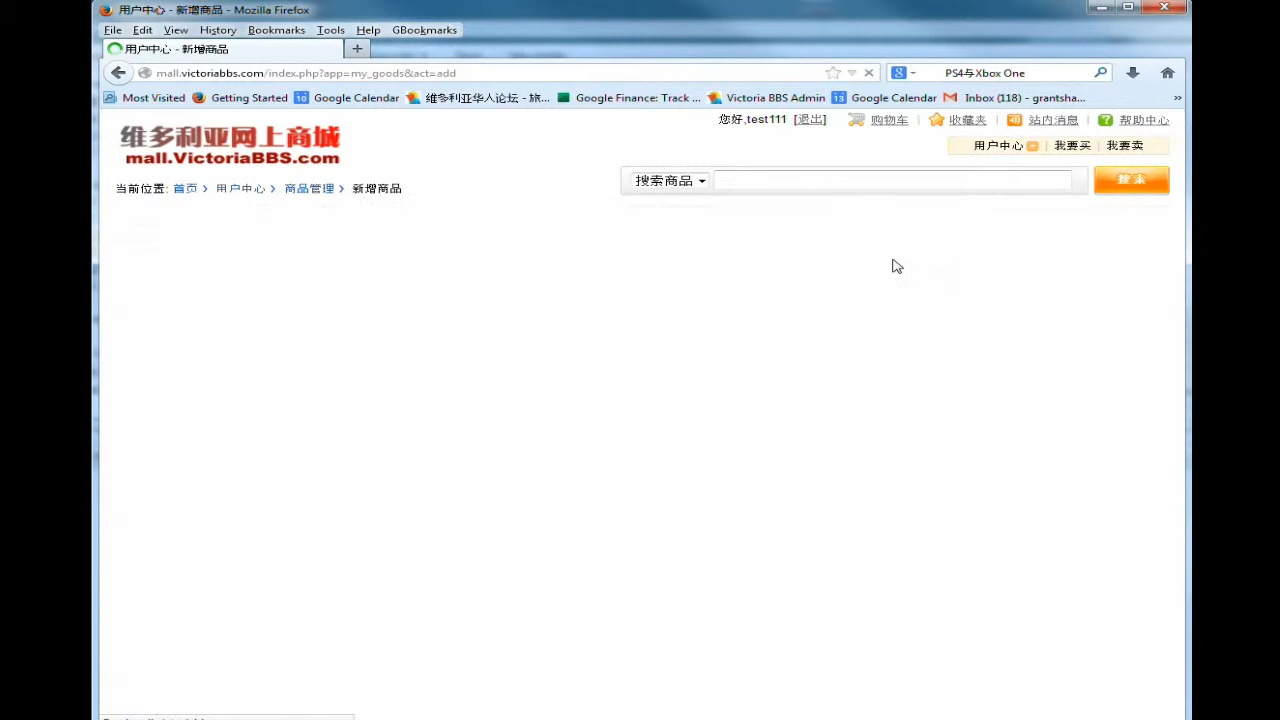 用户中心 - 新增商品 - Mozilla Firefox
File Edit View History Bookmarks Tools Help GBookmarks
用户中心 - 新增商品 +
mall.victoriabbs.com/index.php?app=my_goods&act=add PS4与Xbox One
Most Visited Getting Started 10 Google Calendar 维多利亚华人论坛 - 旅... Google Finance: Track ... Victoria BBS Admin 13 Google Calendar Inbox (118) - grantsha... »
您好,test111 [退出] 购物车 收藏夹 站内消息 帮助中心
维多利亚网上商城
mall.VictoriaBBS.com
用户中心 我要买 我要卖
搜索商品 搜索
当前位置: 首页 > 用户中心 > 商品管理 > 新增商品